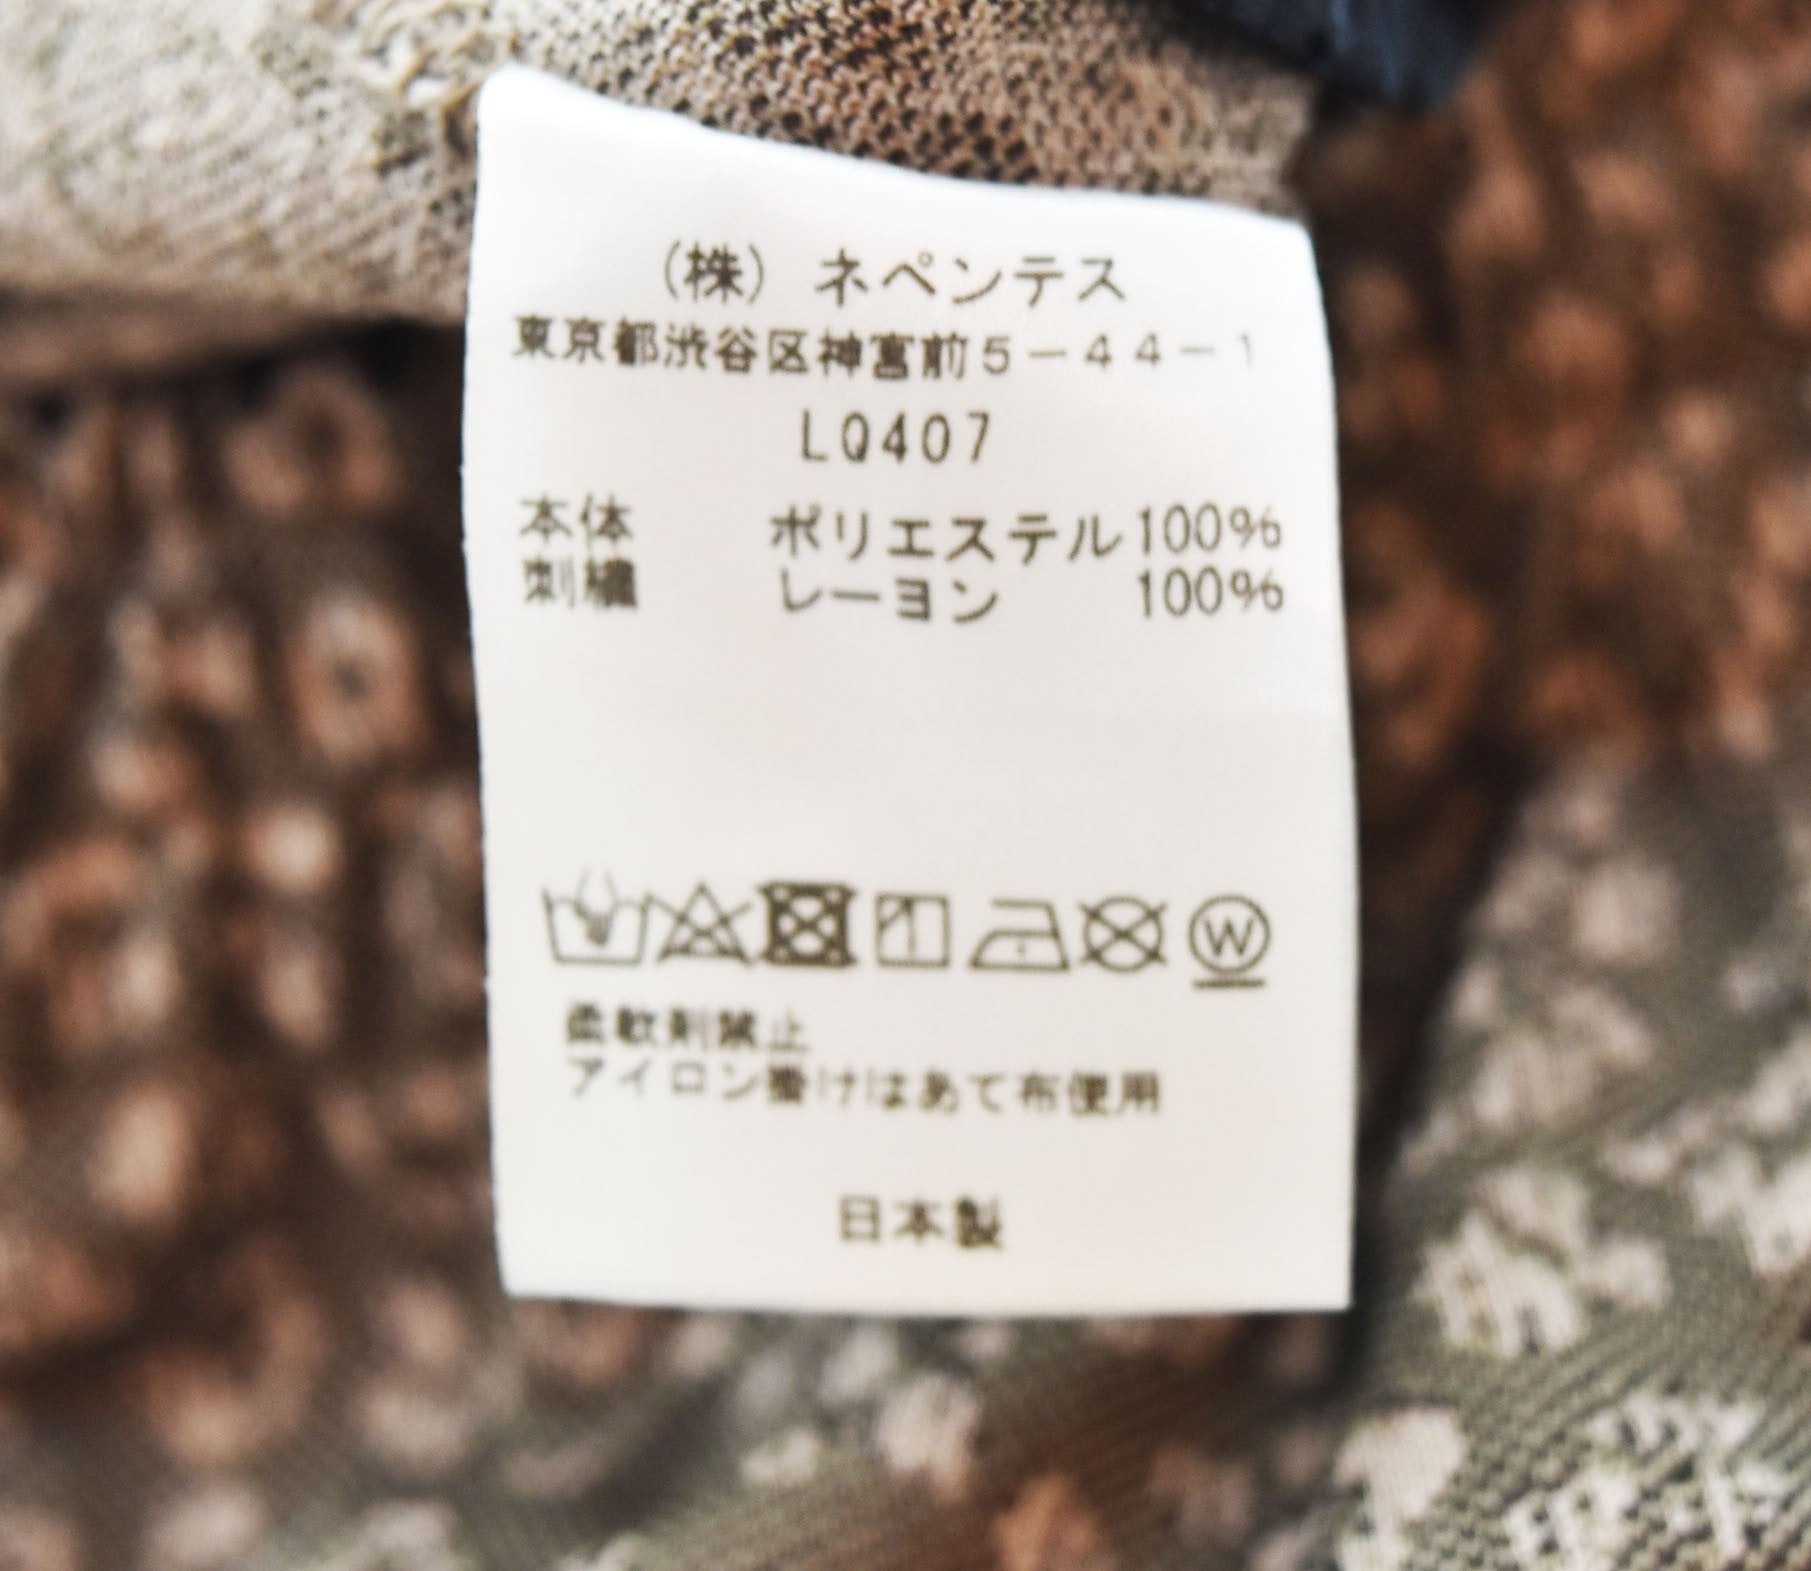 (株) ネペンテス
東京都渋谷区神宮前5－44－1
LQ407
本体 ポリエステル100%
刺繍 レーヨン 100%
W
柔軟剤禁止
アイロン掛けはあて布使用
日本製